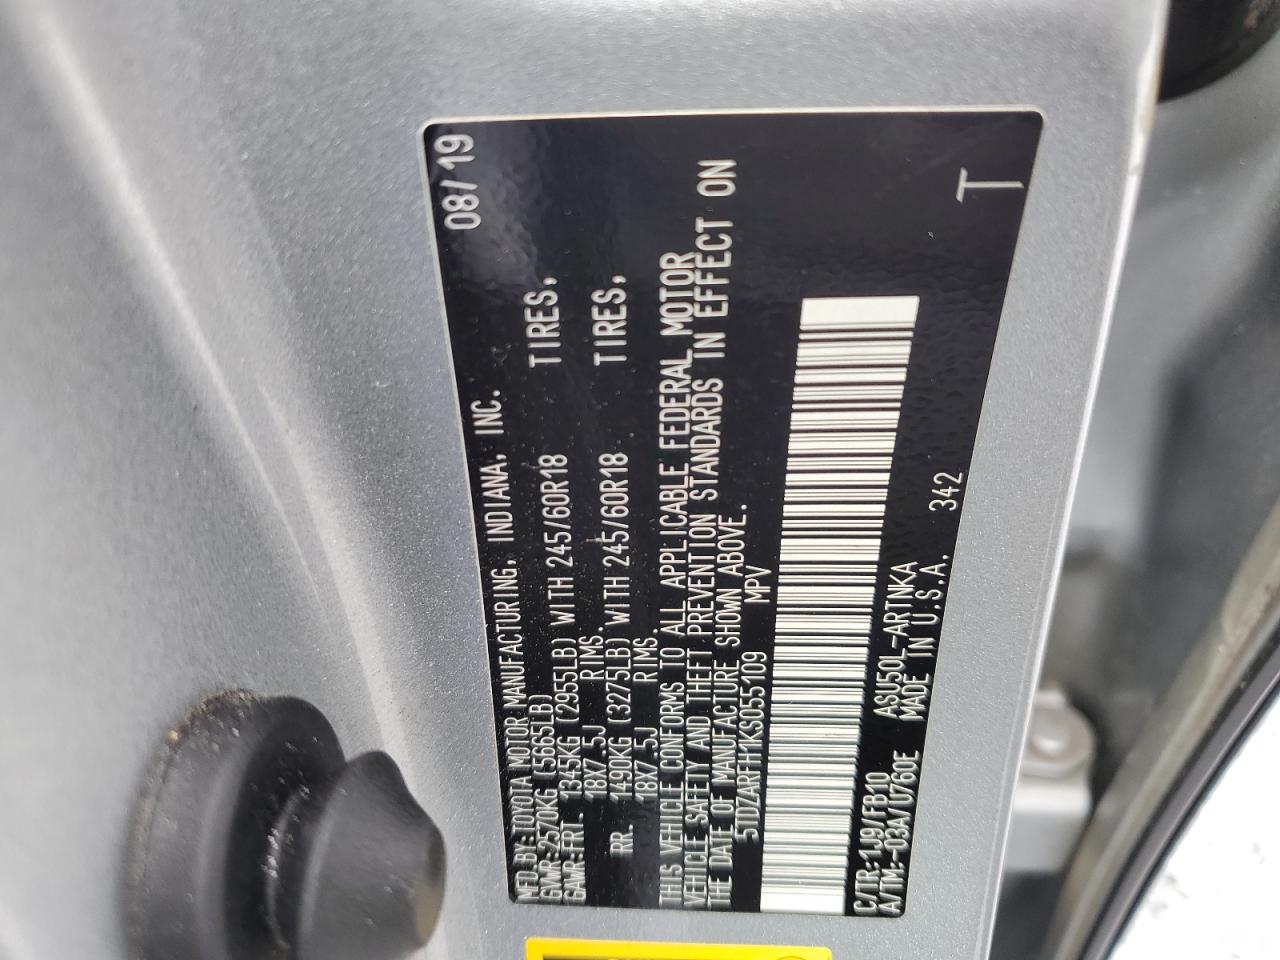 MFD.BY:TOYOTA MOTOR MANUFACTURING, INDIANA, INC. 08/19
GVWR:2570KG (5665LB)
GAWR:FRT. 1345KG (2955LB) WITH 245/60R18 TIRES,
18X7.5J RIMS.
RR. 1490KG (3275LB) WITH 245/60R18 TIRES,
18X7.5J RIMS.
THIS VEHICLE CONFORMS TO ALL APPLICABLE FEDERAL MOTOR
VEHICLE SAFETY AND THEFT PREVENTION STANDARDS IN EFFECT ON
THE DATE OF MANUFACTURE SHOWN ABOVE.
5TDZARFH1KS055109 MPV
C/TR:1J9/FB10 ASU50L-ARTNKA
A/TM:-03A/U760E MADE IN U.S.A. 342
T